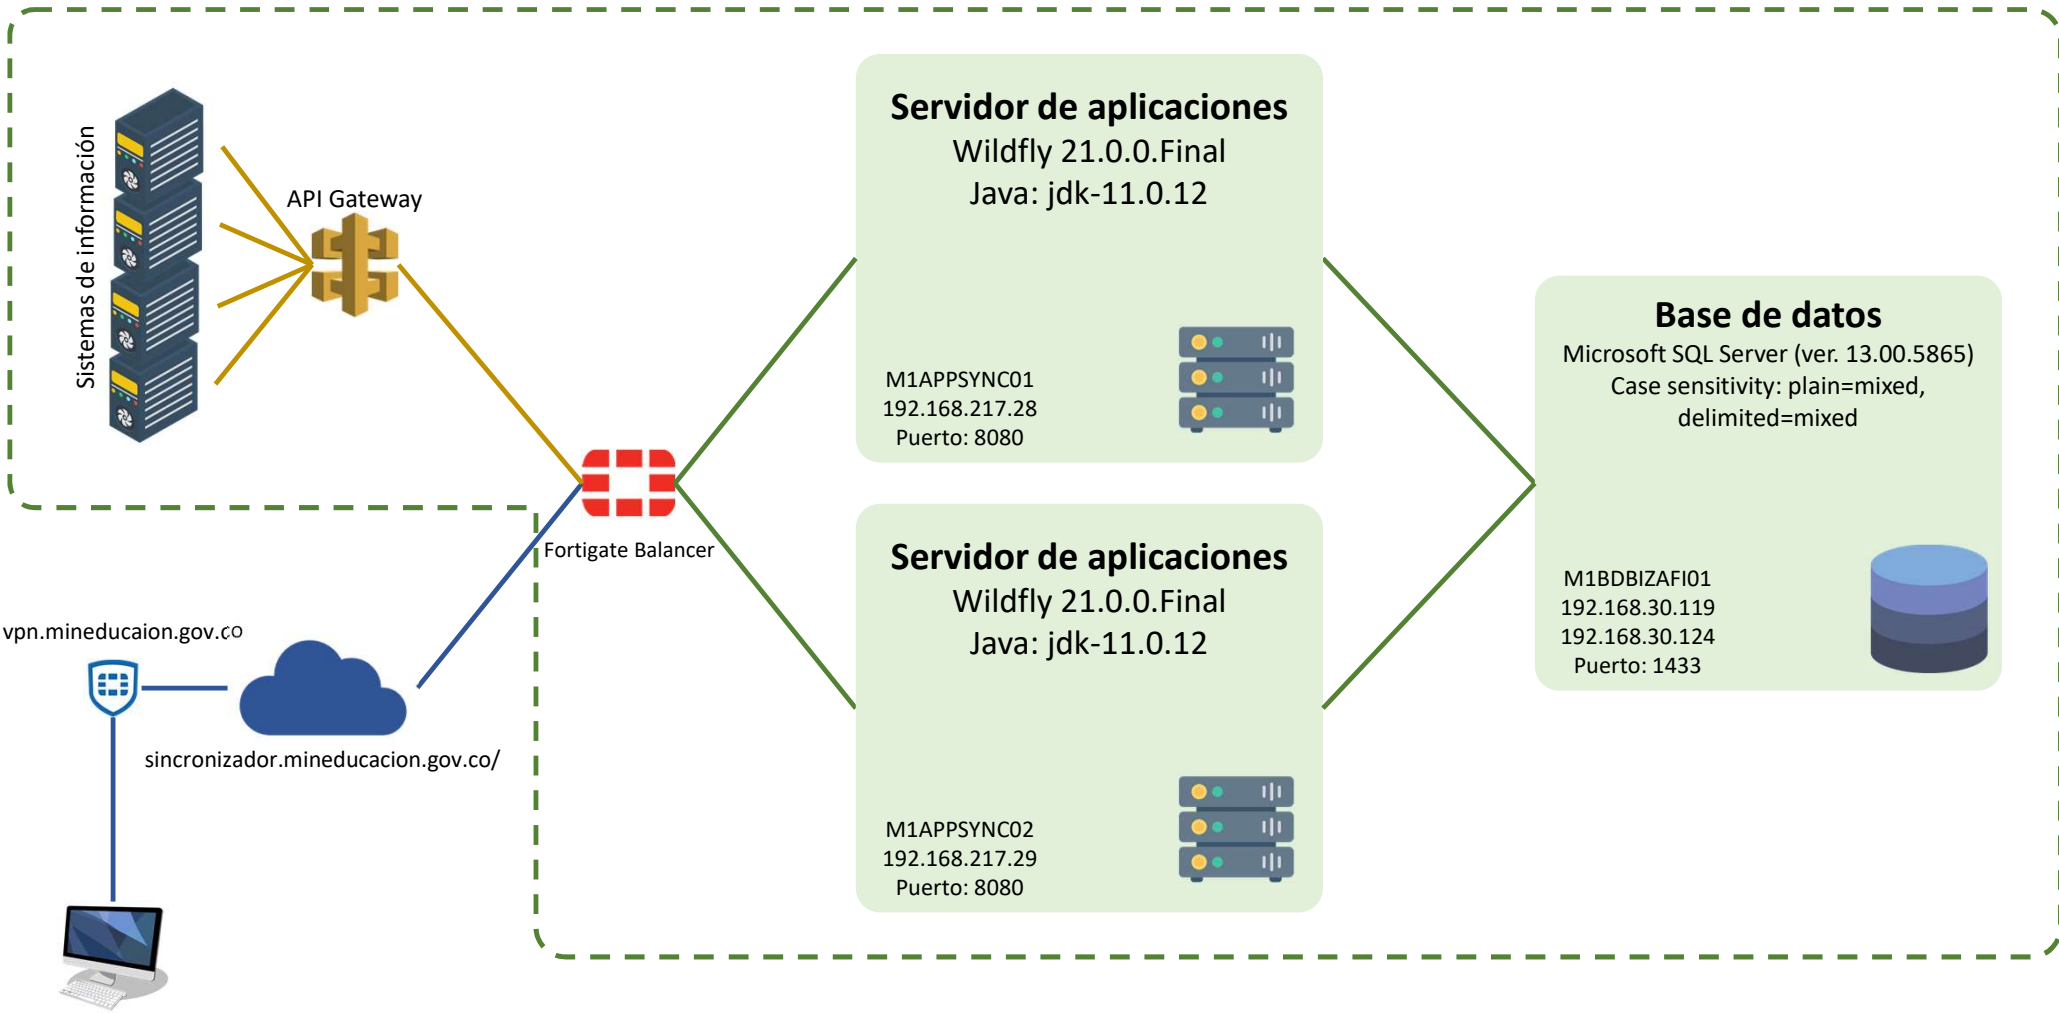 Sistemas de información
API Gateway
Servidor de aplicaciones
Wildfly 21.0.0.Final
Java: jdk-11.0.12
M1APPSYNC01
192.168.217.28
Puerto: 8080
Base de datos
Microsoft SQL Server (ver. 13.00.5865)
Case sensitivity: plain=mixed,
delimited=mixed
M1BDBIZAFI01
192.168.30.119
192.168.30.124
Puerto: 1433
Fortigate Balancer
Servidor de aplicaciones
Wildfly 21.0.0.Final
Java: jdk-11.0.12
M1APPSYNC02
192.168.217.29
Puerto: 8080
vpn.mineducaion.gov.co
sincronizador.mineducacion.gov.co/